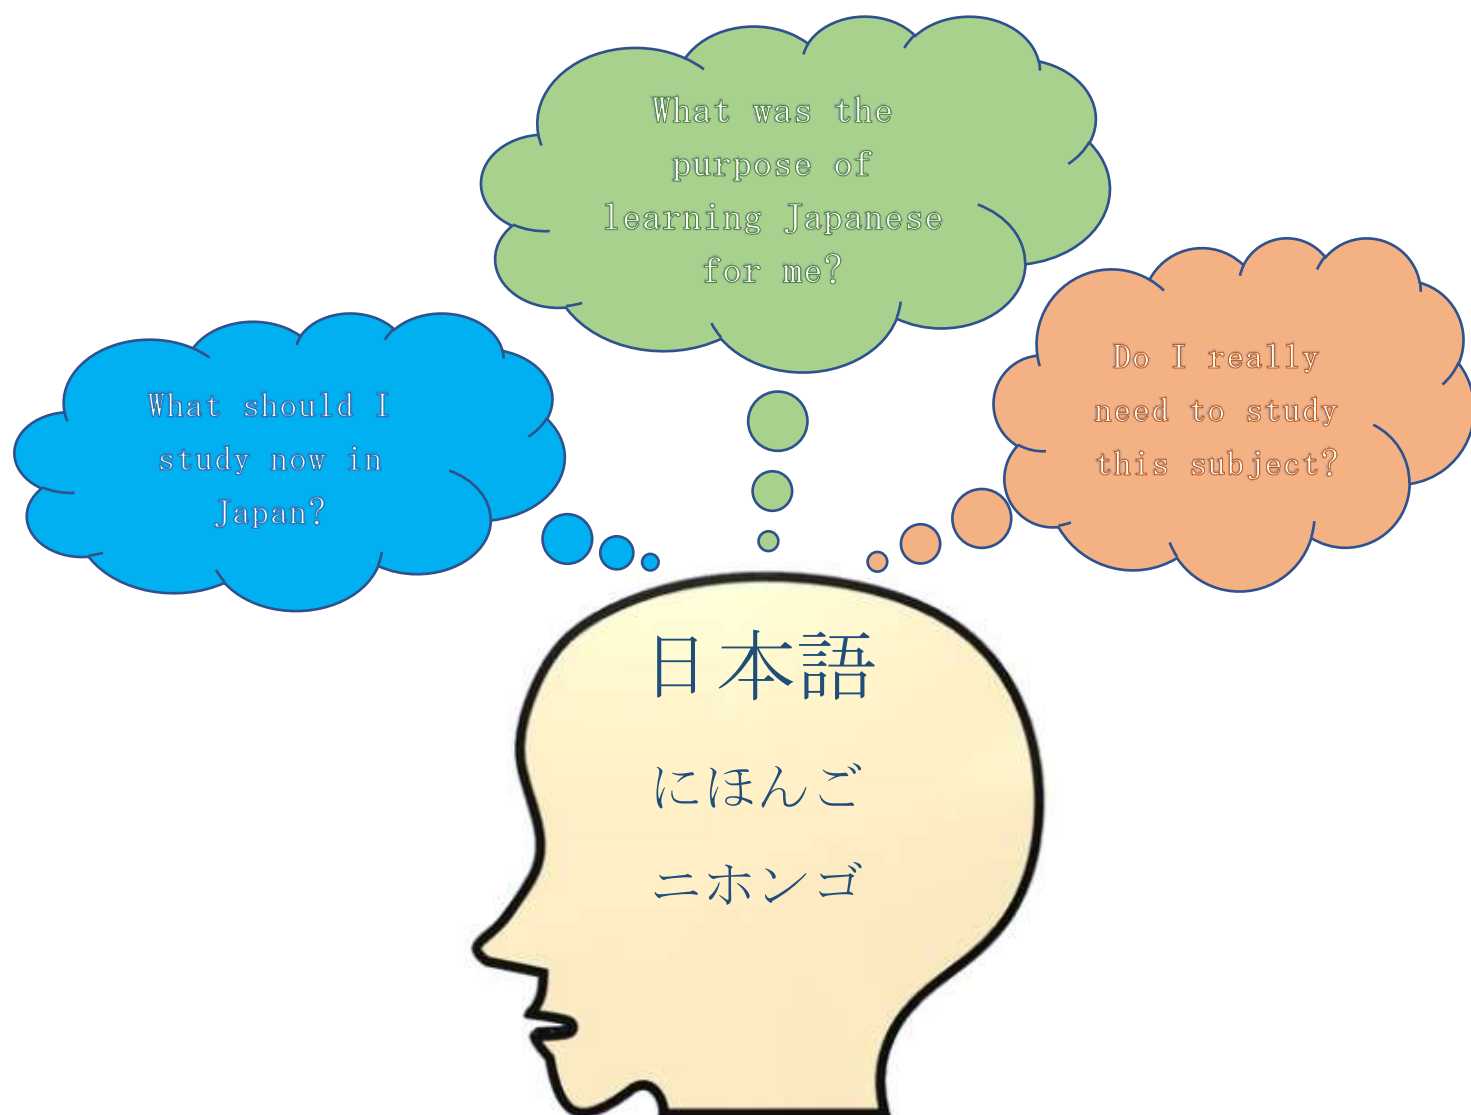 What was the
purpose of
learning Japanese
for me?
What should I
study now in
Japan?
Do I really
need to study
this subject?
日本語
にほんご
ニホンゴ